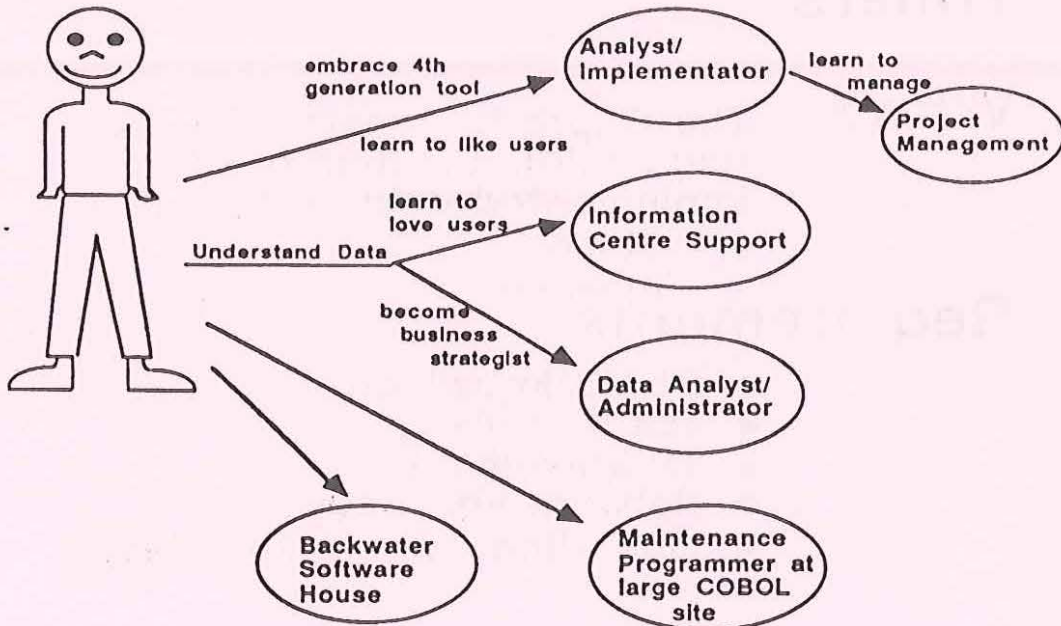 embrace 4th
generation tool
learn to like users
Analyst/
Implementator
learn to
manage
Project
Management
learn to
love users
Understand Data
Information
Centre Support
become
business
strategist
Data Analyst/
Administrator
Backwater
Software
House
Maintenance
Programmer at
large COBOL
site